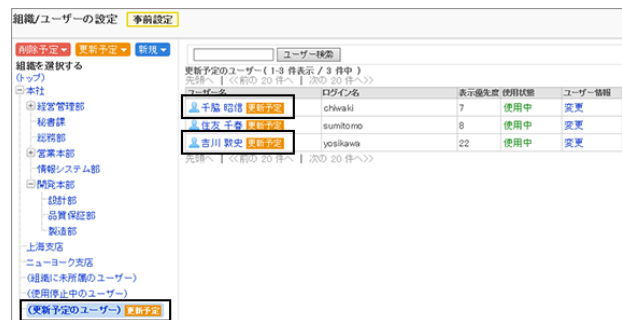 組織/ユーザーの設定 事前設定
削除予定 更新予定 新規
組織を選択する
(トップ)
本社
経営管理部
秘書課
総務部
営業本部
情報システム部
開発本部
設計部
品質保証部
製造部
上海支店
ニューヨーク支店
(組織に未所属のユーザー)
(使用停止中のユーザー)
(更新予定のユーザー) 更新予定
ユーザー検索
更新予定のユーザー ( 1-3 件表示 / 3 件中 )
先頭へ | <<前の 20 件へ | 次の 20 件へ>>
ユーザー名 ログイン名 表示優先度 使用状態 ユーザー情報
千脇 昭信 更新予定 chiwaki 7 使用中 変更
住友 千春 更新予定 sumitomo 8 使用中 変更
吉川 敦史 更新予定 yosikawa 22 使用中 変更
先頭へ | <<前の 20 件へ | 次の 20 件へ>>